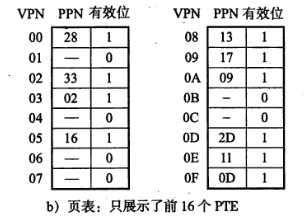 VPN PPN 有效位 VPN PPN 有效位
00 28 1 08 13 1
01 — 0 09 17 1
02 33 1 0A 09 1
03 02 1 0B - 0
04 — 0 0C - 0
05 16 1 0D 2D 1
06 — 0 0E 11 1
07 — 0 0F 0D 1
b）页表：只展示了前 16 个 PTE